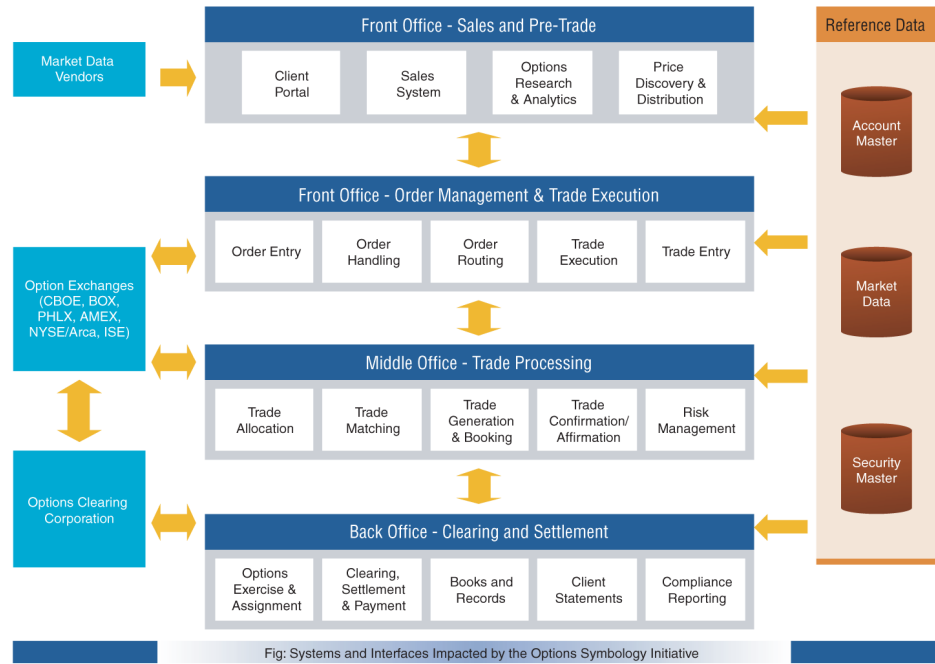 Front Office - Sales and Pre-Trade
Reference Data
Market Data
Vendors
Client
Portal
Sales
System
Options
Research
& Analytics
Price
Discovery &
Distribution
Account
Master
Front Office - Order Management & Trade Execution
Order Entry
Order
Handling
Order
Routing
Trade
Execution
Trade Entry
Option Exchanges
(CBOE, BOX,
PHLX, AMEX,
NYSE/Arca, ISE)
Market
Data
Middle Office - Trade Processing
Trade
Allocation
Trade
Matching
Trade
Generation
& Booking
Trade
Confirmation/
Affirmation
Risk
Management
Security
Master
Options Clearing
Corporation
Back Office - Clearing and Settlement
Options
Exercise &
Assignment
Clearing,
Settlement
& Payment
Books and
Records
Client
Statements
Compliance
Reporting
Fig: Systems and Interfaces Impacted by the Options Symbology Initiative